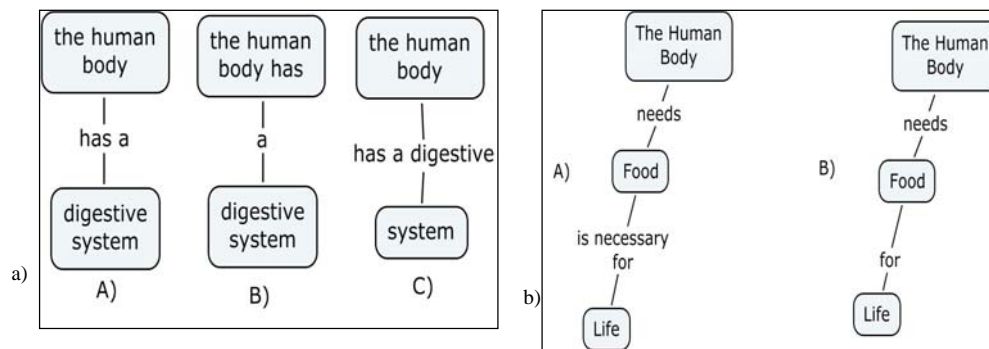 the human
body
has a
digestive
system
A)
the human
body has
a
digestive
system
B)
the human
body
has a digestive
system
C)
a)
The Human
Body
needs
A)
Food
is necessary
for
Life
The Human
Body
needs
B)
Food
for
Life
b)